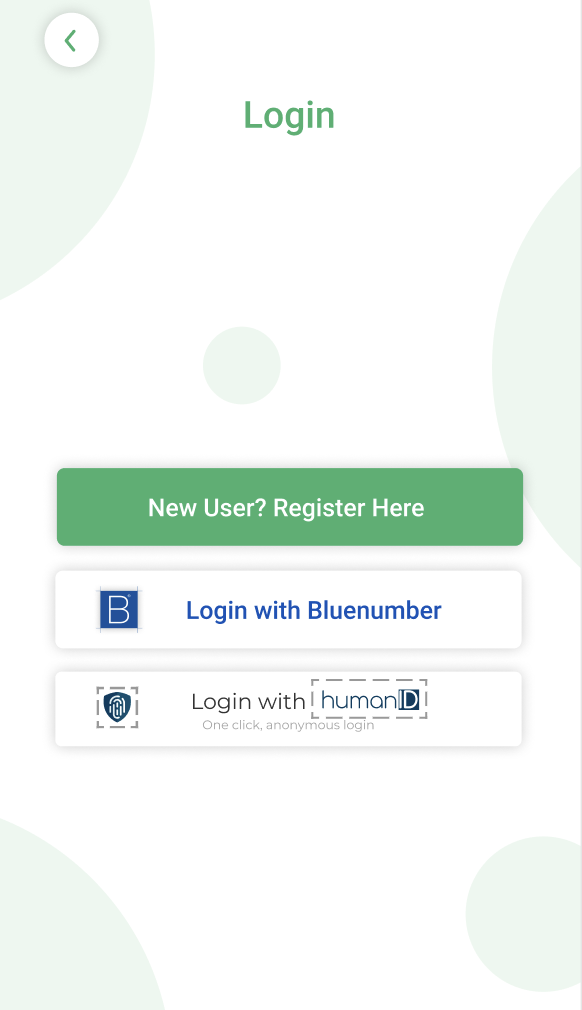 Login
New User? Register Here
B
Login with Bluenumber
Login with humanID
One click, anonymous login